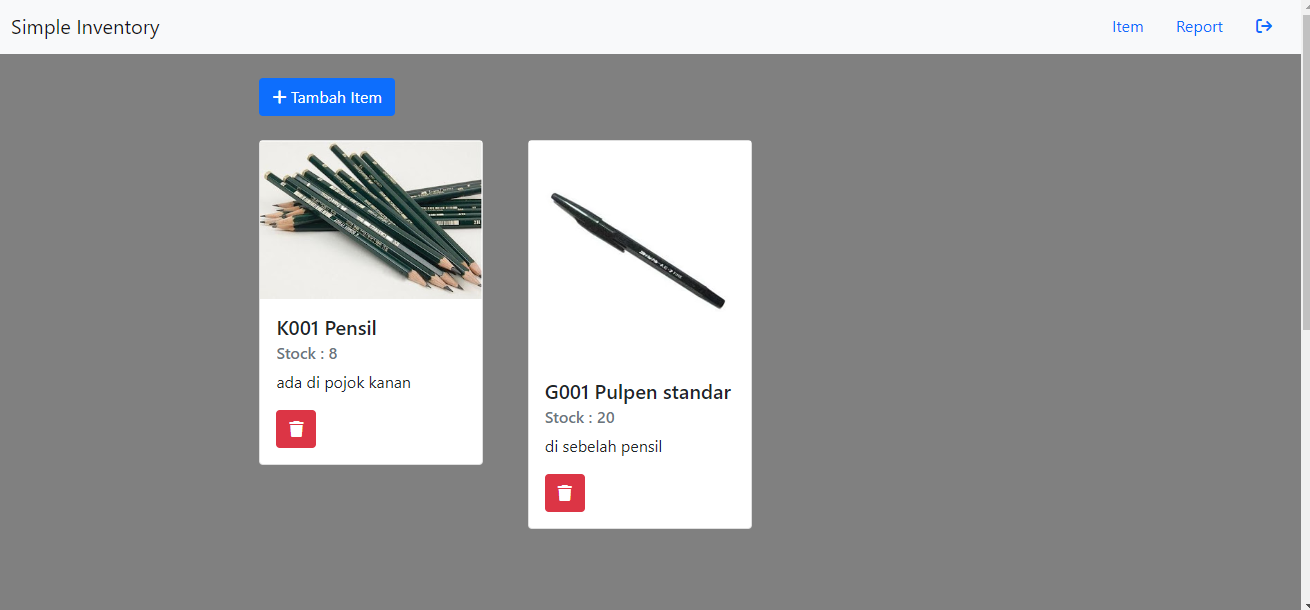 Simple Inventory
Item
Report
Tambah Item
K001 Pensil
Stock : 8
ada di pojok kanan
G001 Pulpen standar
Stock : 20
di sebelah pensil